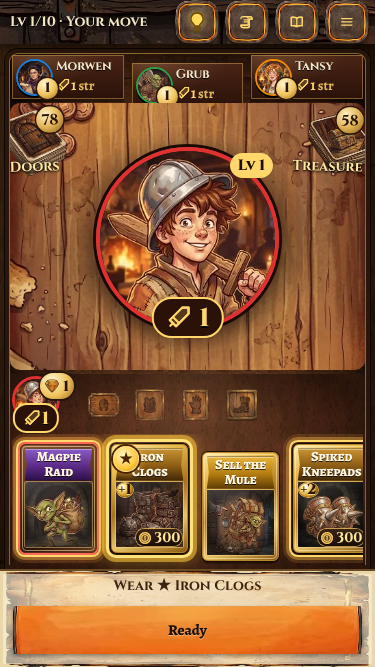 Lv 1/10 · Your move
Morwen
1
1 str
Grub
1
1 str
Tansy
1
1 str
78
Doors
58
Treasure
Lv 1
1
1
1
Magpie
Raid
Iron
Clogs
+1
300
Sell the
Mule
Spiked
Kneepads
+2
300
Wear ★ Iron Clogs
Ready